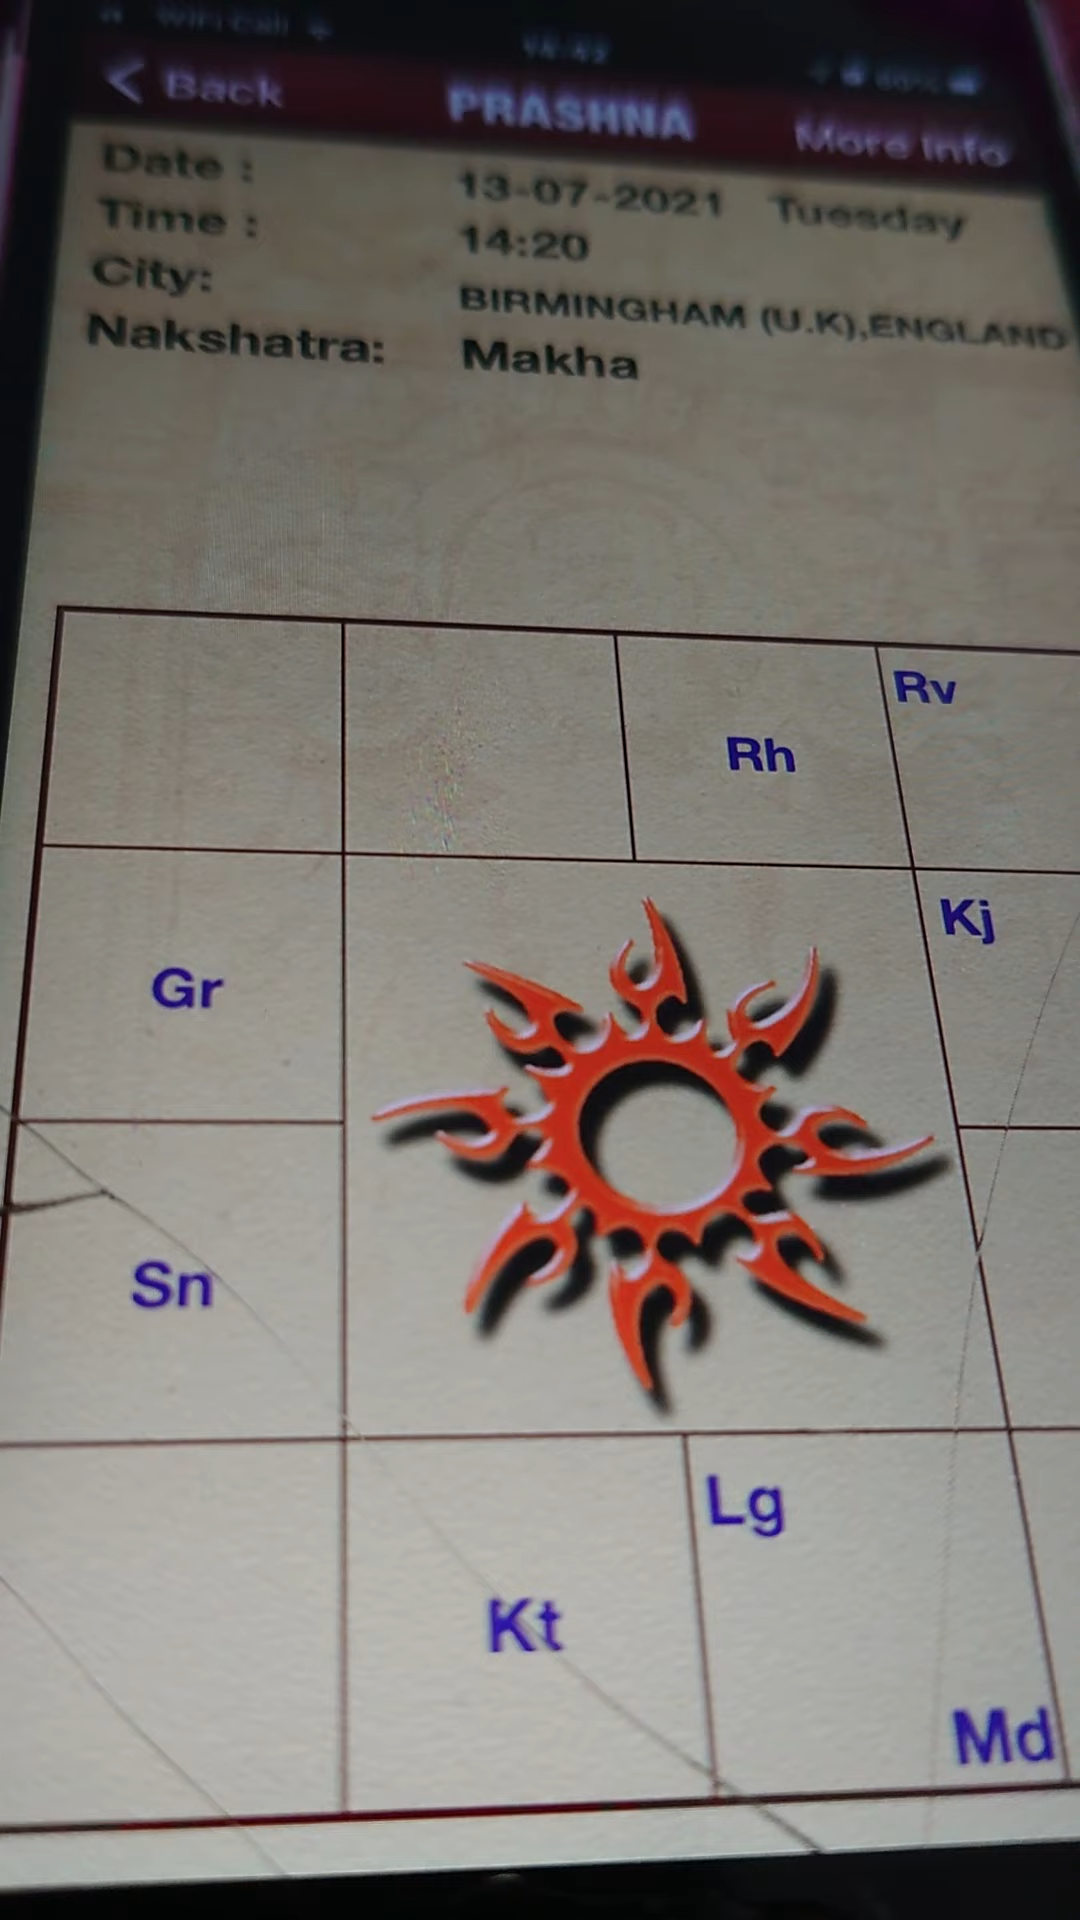 Back PRASHNA More Info
Date : 13-07-2021 Tuesday
Time : 14:20
City: BIRMINGHAM (U.K),ENGLAND
Nakshatra: Makha
Rv
Rh
Kj
Gr
Sn
Lg
Kt
Md